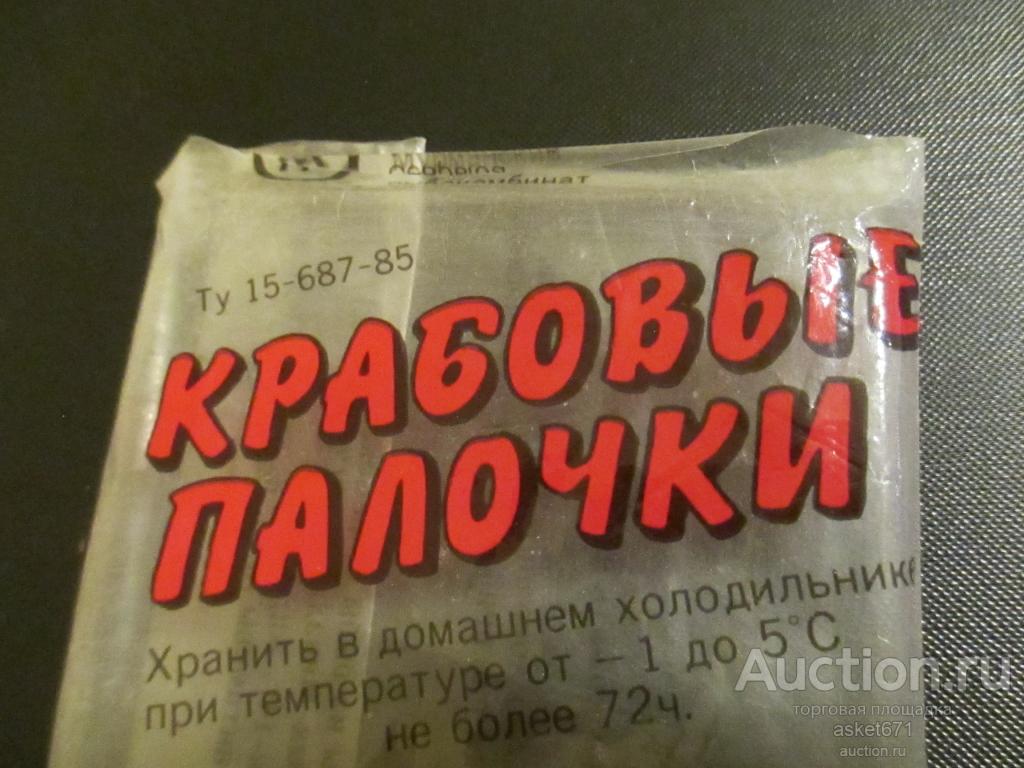 Ту 15-687-85
КРАБОВЫЕ
ПАЛОЧКИ
Хранить в домашнем холодильнике
при температуре от -1 до 5°С
не более 72ч.
Auction.ru
торговая площадка
asket671
auction.ru